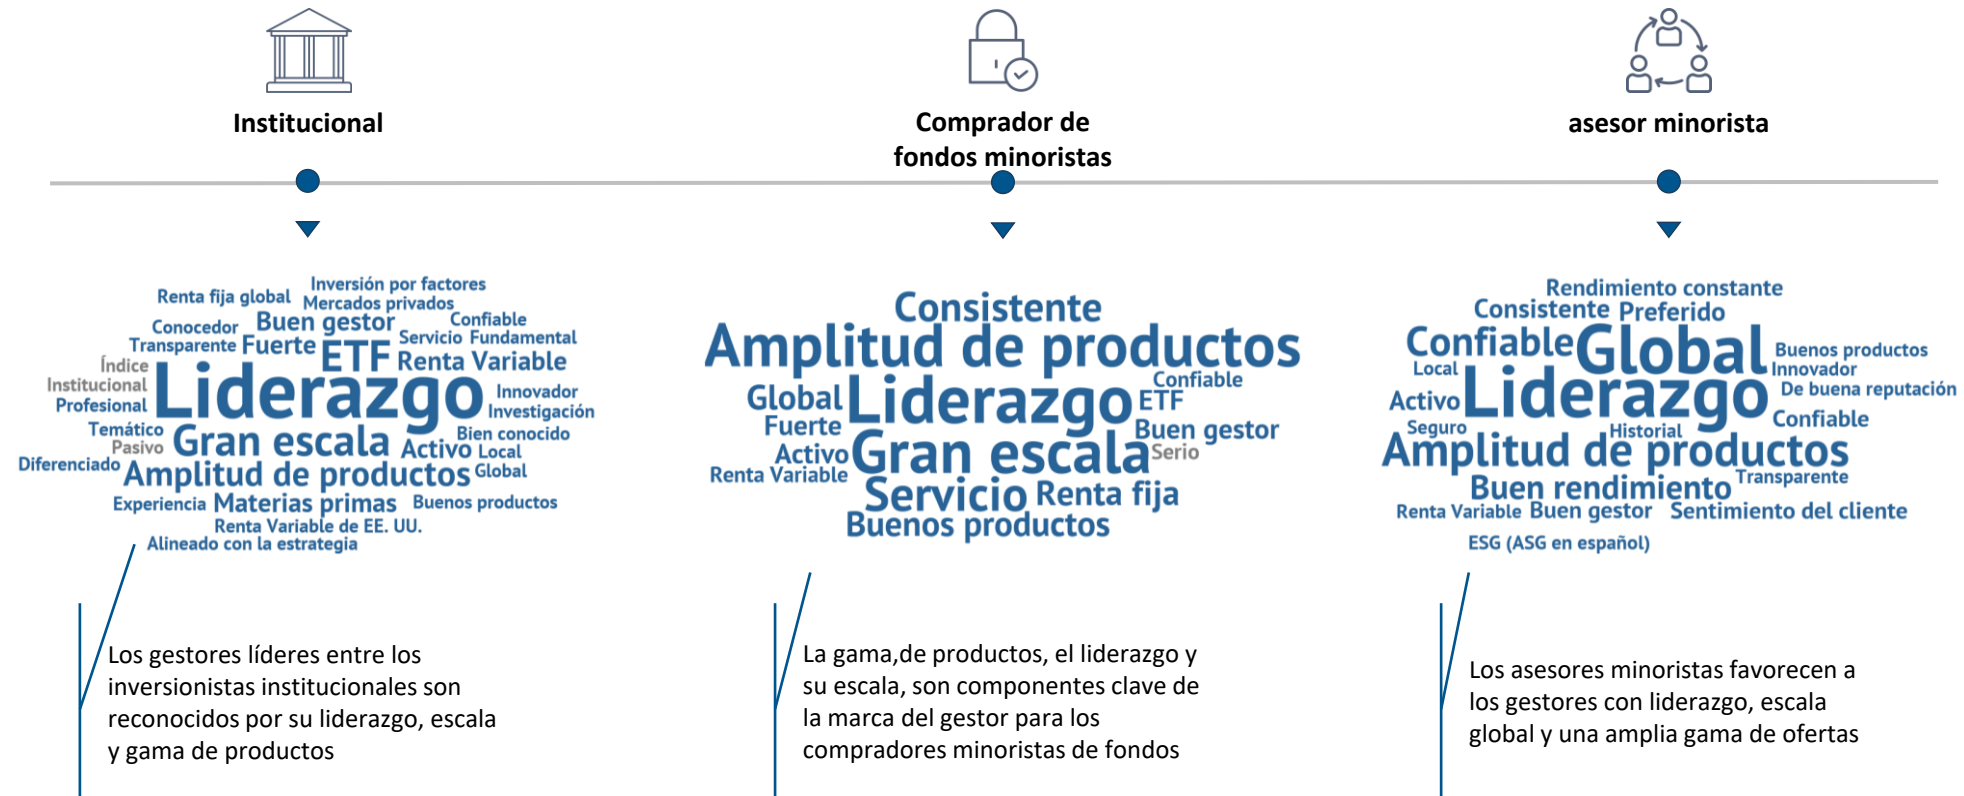 Institucional
Comprador de
fondos minoristas
asesor minorista
Inversión por factores
Renta fija global
Mercados privados
Conocedor
Buen gestor
Confiable
Transparente
Fuerte
ETF
Servicio
Fundamental
Índice
Renta Variable
Institucional
Liderazgo
Innovador
Profesional
Investigación
Temático
Pasivo
Gran escala
Activo
Bien conocido
Local
Diferenciado
Amplitud de productos
Global
Experiencia
Materias primas
Buenos productos
Renta Variable de EE. UU.
Alineado con la estrategia
Los gestores líderes entre los
inversionistas institucionales son
reconocidos por su liderazgo, escala
y gama de productos
Consistente
Amplitud de productos
Confiable
Global
Liderazgo
ETF
Fuerte
Buen gestor
Activo
Gran escala
Serio
Renta Variable
Servicio
Renta fija
Buenos productos
La gama,de productos, el liderazgo y
su escala, son componentes clave de
la marca del gestor para los
compradores minoristas de fondos
Rendimiento constante
Consistente
Preferido
Confiable
Global
Buenos productos
Local
Innovador
Liderazgo
De buena reputación
Activo
Confiable
Seguro
Historial
Amplitud de productos
Buen rendimiento
Transparente
Renta Variable
Buen gestor
Sentimiento del cliente
ESG (ASG en español)
Los asesores minoristas favorecen a
los gestores con liderazgo, escala
global y una amplia gama de ofertas